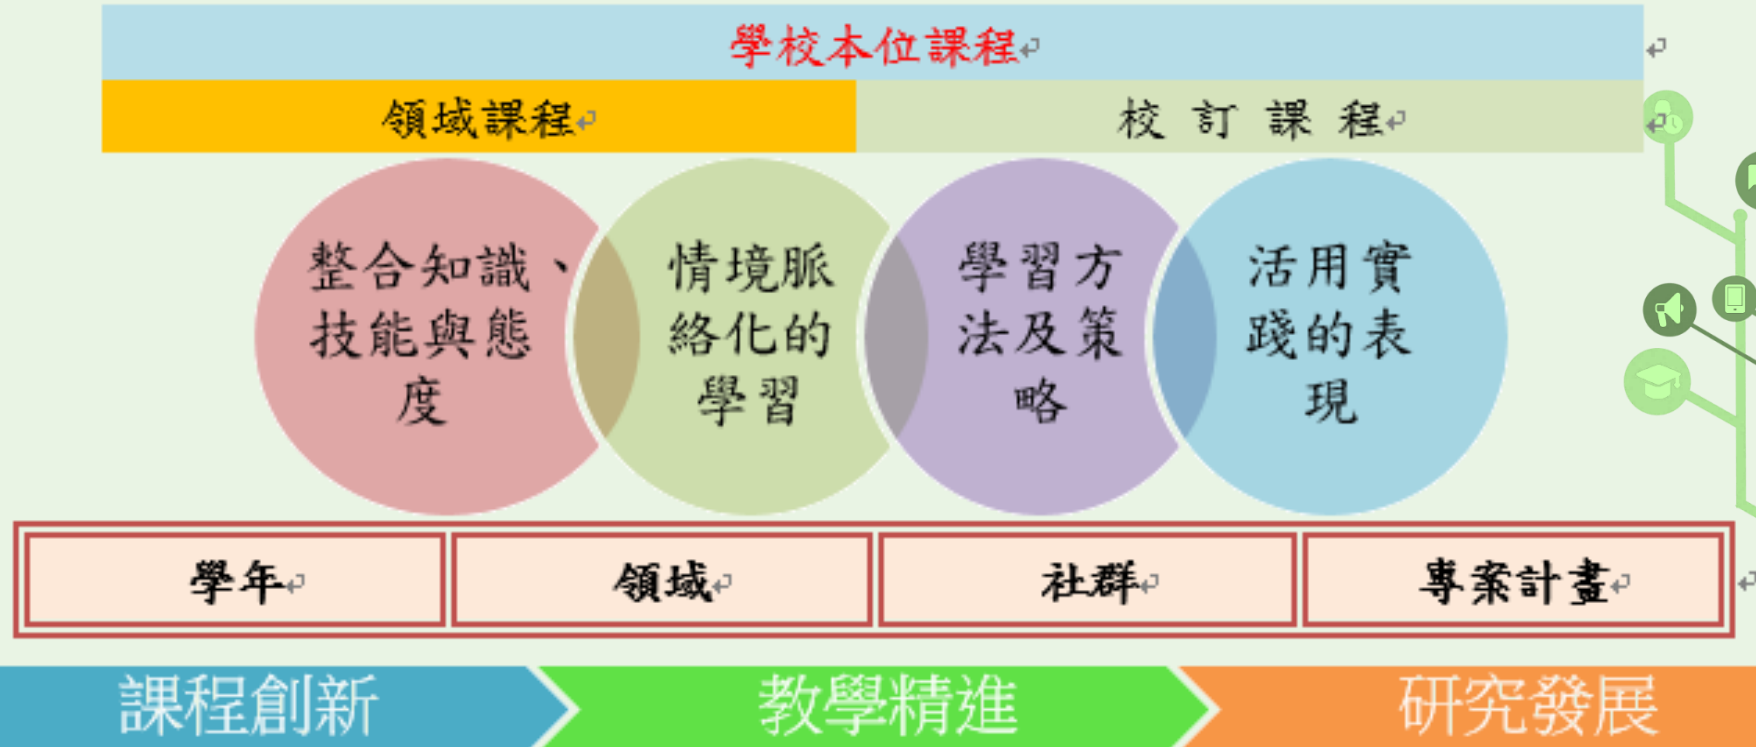 學校本位課程
領域課程
校訂課程
整合知識、
技能與態
度
情境脈
絡化的
學習
學習方
法及策
略
活用實
踐的表
現
學年
領域
社群
專案計畫
課程創新
教學精進
研究發展